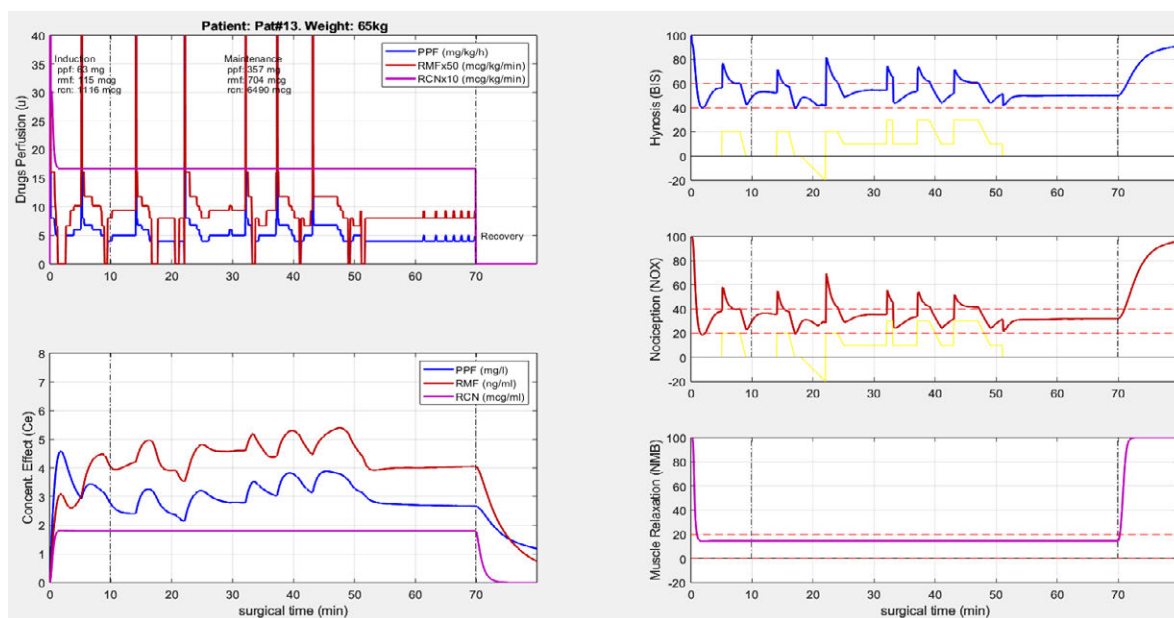 Patient: Pat#13. Weight: 65kg
40
35
30
25
20
15
10
5
0
Drugs Perfusion (u)
Induction
ppf: 63 mg
rmf: 115 mcg
rcn: 1116 mcg
Maintenance
ppf: 357 mg
rmf: 704 mcg
rcn: 6490 mcg
PPF (mg/kg/h)
RMFx50 (mcg/kg/min)
RCNx10 (mcg/kg/min)
Recovery
0 10 20 30 40 50 60 70
8
7
6
5
4
3
2
1
0
Concent. Effect (Ce)
PPF (mg/l)
RMF (ng/ml)
RCN (mcg/ml)
0 10 20 30 40 50 60 70
surgical time (min)
100
80
60
40
20
0
-20
Hynosis (BIS)
0 10 20 30 40 50 60 70
100
80
60
40
20
0
-20
Nociception (NOX)
0 10 20 30 40 50 60 70
100
80
60
40
20
0
-20
Muscle Relaxation (NMB)
0 10 20 30 40 50 60 70
surgical time (min)